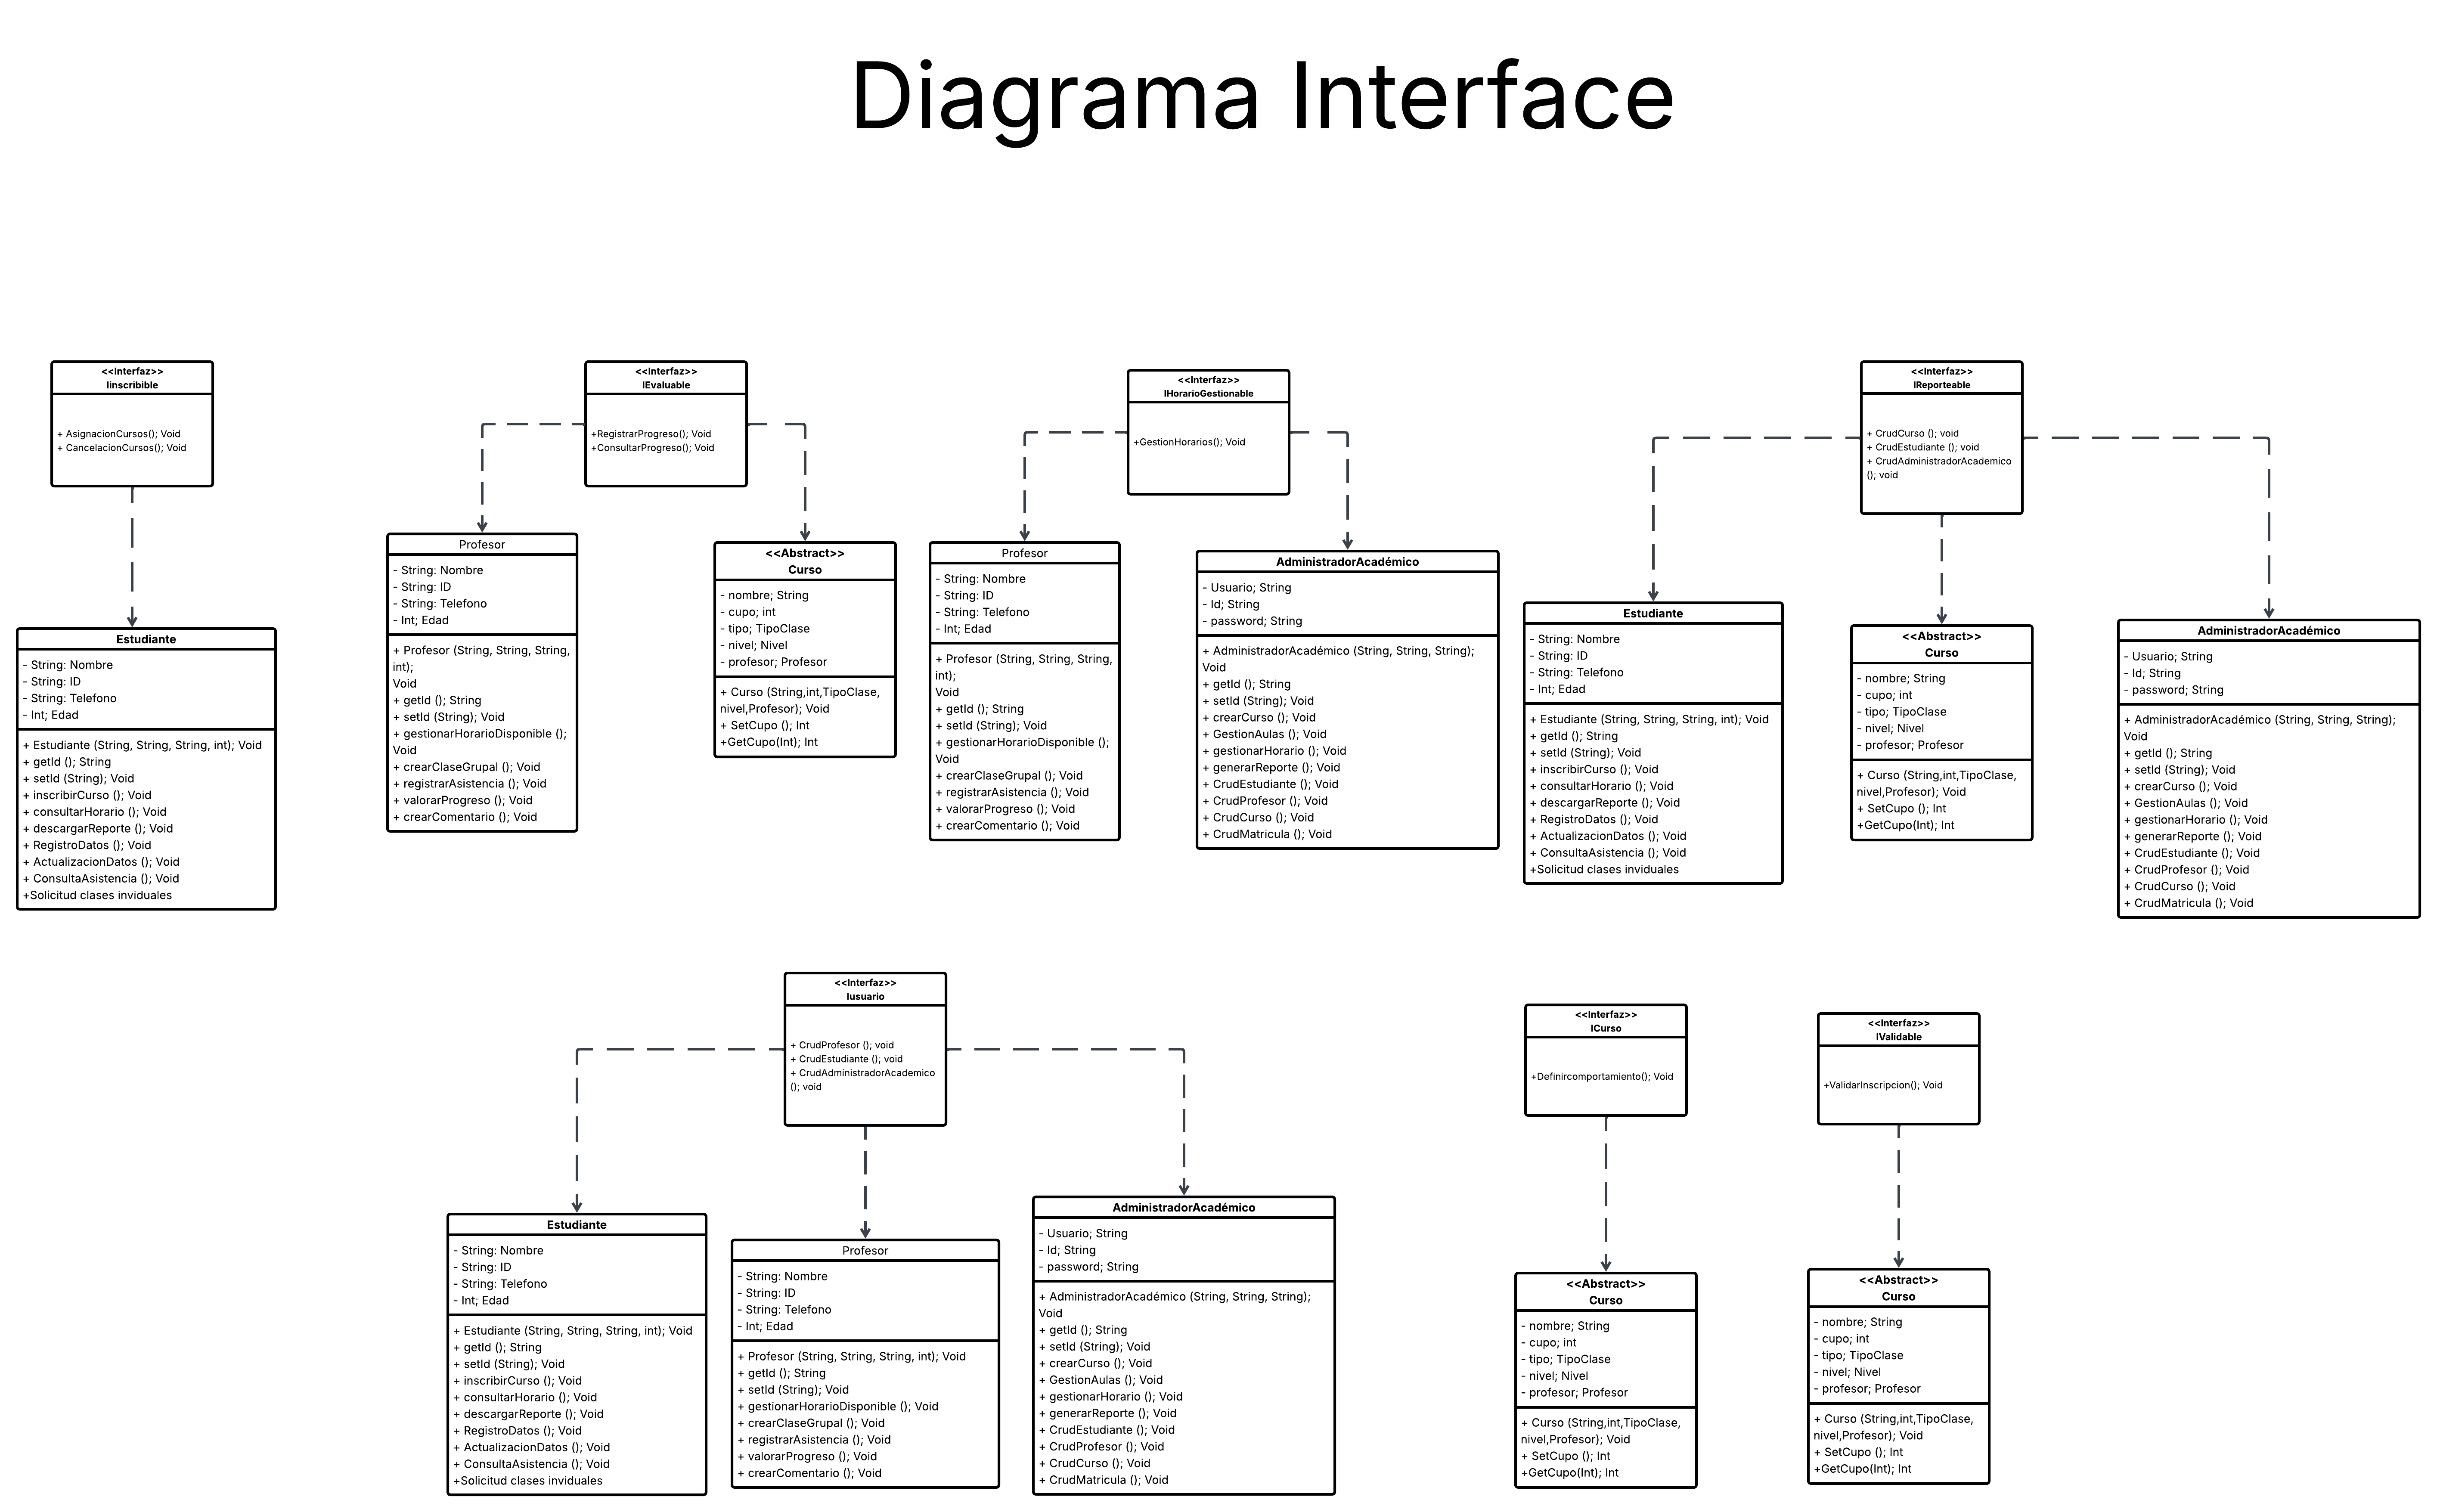 Diagrama Interface
<<Interfaz>>
Iinscribible
+ AsignacionCursos(); Void
+ CancelacionCursos(); Void
Estudiante
- String: Nombre
- String: ID
- String: Telefono
- Int; Edad
+ Estudiante (String, String, String, int); Void
+ getId (); String
+ setId (String); Void
+ inscribirCurso (); Void
+ consultarHorario (); Void
+ descargarReporte (); Void
+ RegistroDatos (); Void
+ ActualizacionDatos (); Void
+ ConsultaAsistencia (); Void
+Solicitud clases inviduales
<<Interfaz>>
IEvaluable
+RegistrarProgreso(); Void
+ConsultarProgreso(); Void
Profesor
- String: Nombre
- String: ID
- String: Telefono
- Int; Edad
+ Profesor (String, String, String,
int);
Void
+ getId (); String
+ setId (String); Void
+ gestionarHorarioDisponible ();
Void
+ crearClaseGrupal (); Void
+ registrarAsistencia (); Void
+ valorarProgreso (); Void
+ crearComentario (); Void
<<Abstract>>
Curso
- nombre; String
- cupo; int
- tipo; TipoClase
- nivel; Nivel
- profesor; Profesor
+ Curso (String,int,TipoClase,
nivel,Profesor); Void
+ SetCupo (); Int
+GetCupo(Int); Int
<<Interfaz>>
IHorarioGestionable
+GestionHorarios(); Void
Profesor
- String: Nombre
- String: ID
- String: Telefono
- Int; Edad
+ Profesor (String, String, String,
int);
Void
+ getId (); String
+ setId (String); Void
+ gestionarHorarioDisponible ();
Void
+ crearClaseGrupal (); Void
+ registrarAsistencia (); Void
+ valorarProgreso (); Void
+ crearComentario (); Void
AdministradorAcadémico
- Usuario; String
- Id; String
- password; String
+ AdministradorAcadémico (String, String, String);
Void
+ getId (); String
+ setId (String); Void
+ crearCurso (); Void
+ GestionAulas (); Void
+ gestionarHorario (); Void
+ generarReporte (); Void
+ CrudEstudiante (); Void
+ CrudProfesor (); Void
+ CrudCurso (); Void
+ CrudMatricula (); Void
<<Interfaz>>
IReporteable
+ CrudCurso (); void
+ CrudEstudiante (); void
+ CrudAdministradorAcademico
(); void
Estudiante
- String: Nombre
- String: ID
- String: Telefono
- Int; Edad
+ Estudiante (String, String, String, int); Void
+ getId (); String
+ setId (String); Void
+ inscribirCurso (); Void
+ consultarHorario (); Void
+ descargarReporte (); Void
+ RegistroDatos (); Void
+ ActualizacionDatos (); Void
+ ConsultaAsistencia (); Void
+Solicitud clases inviduales
<<Abstract>>
Curso
- nombre; String
- cupo; int
- tipo; TipoClase
- nivel; Nivel
- profesor; Profesor
+ Curso (String,int,TipoClase,
nivel,Profesor); Void
+ SetCupo (); Int
+GetCupo(Int); Int
AdministradorAcadémico
- Usuario; String
- Id; String
- password; String
+ AdministradorAcadémico (String, String, String);
Void
+ getId (); String
+ setId (String); Void
+ crearCurso (); Void
+ GestionAulas (); Void
+ gestionarHorario (); Void
+ generarReporte (); Void
+ CrudEstudiante (); Void
+ CrudProfesor (); Void
+ CrudCurso (); Void
+ CrudMatricula (); Void
<<Interfaz>>
Iusuario
+ CrudProfesor (); void
+ CrudEstudiante (); void
+ CrudAdministradorAcademico
(); void
Estudiante
- String: Nombre
- String: ID
- String: Telefono
- Int; Edad
+ Estudiante (String, String, String, int); Void
+ getId (); String
+ setId (String); Void
+ inscribirCurso (); Void
+ consultarHorario (); Void
+ descargarReporte (); Void
+ RegistroDatos (); Void
+ ActualizacionDatos (); Void
+ ConsultaAsistencia (); Void
+Solicitud clases inviduales
Profesor
- String: Nombre
- String: ID
- String: Telefono
- Int; Edad
+ Profesor (String, String, String, int); Void
+ getId (); String
+ setId (String); Void
+ gestionarHorarioDisponible (); Void
+ crearClaseGrupal (); Void
+ registrarAsistencia (); Void
+ valorarProgreso (); Void
+ crearComentario (); Void
AdministradorAcadémico
- Usuario; String
- Id; String
- password; String
+ AdministradorAcadémico (String, String, String);
Void
+ getId (); String
+ setId (String); Void
+ crearCurso (); Void
+ GestionAulas (); Void
+ gestionarHorario (); Void
+ generarReporte (); Void
+ CrudEstudiante (); Void
+ CrudProfesor (); Void
+ CrudCurso (); Void
+ CrudMatricula (); Void
<<Interfaz>>
ICurso
+Definircomportamiento(); Void
<<Abstract>>
Curso
- nombre; String
- cupo; int
- tipo; TipoClase
- nivel; Nivel
- profesor; Profesor
+ Curso (String,int,TipoClase,
nivel,Profesor); Void
+ SetCupo (); Int
+GetCupo(Int); Int
<<Interfaz>>
IValidable
+ValidarInscripcion(); Void
<<Abstract>>
Curso
- nombre; String
- cupo; int
- tipo; TipoClase
- nivel; Nivel
- profesor; Profesor
+ Curso (String,int,TipoClase,
nivel,Profesor); Void
+ SetCupo (); Int
+GetCupo(Int); Int